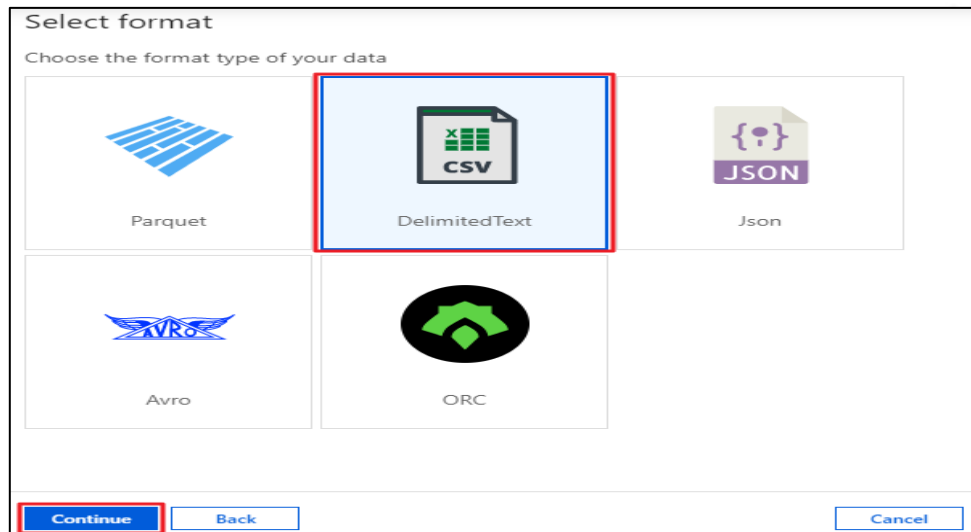 Select format
Choose the format type of your data
X
CSV
{:}
JSON
Parquet
DelimitedText
Json
AVRO
Avro
ORC
Continue
Back
Cancel